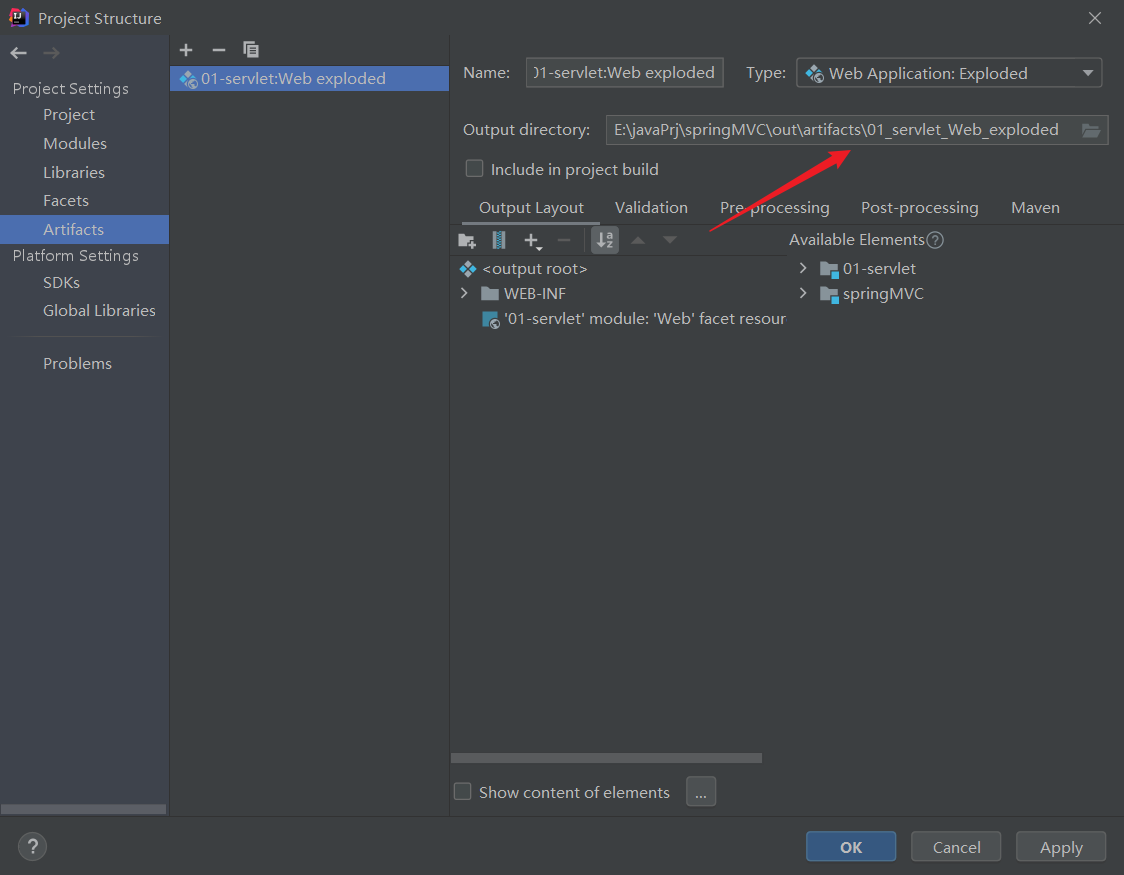 Project Structure
Project Settings
Project
Modules
Libraries
Facets
Artifacts
Platform Settings
SDKs
Global Libraries
Problems
01-servlet:Web exploded
Name: 01-servlet:Web exploded Type: Web Application: Exploded
Output directory: E:\javaPrj\springMVC\out\artifacts\01_servlet_Web_exploded
Include in project build
Output Layout Validation Pre-processing Post-processing Maven
Available Elements ?
<output root>
WEB-INF
'01-servlet' module: 'Web' facet resour
01-servlet
springMVC
Show content of elements ...
? OK Cancel Apply